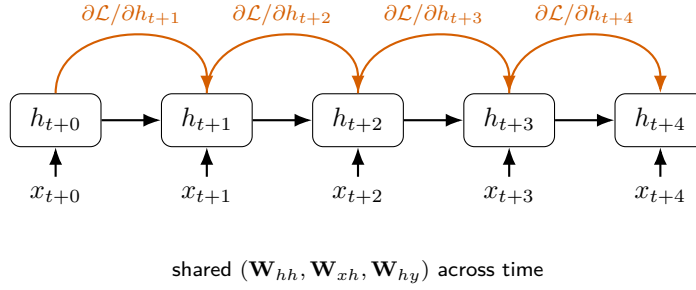 ∂ℒ/∂h_{t+1} ∂ℒ/∂h_{t+2} ∂ℒ/∂h_{t+3} ∂ℒ/∂h_{t+4}
h_{t+0} h_{t+1} h_{t+2} h_{t+3} h_{t+4}
x_{t+0} x_{t+1} x_{t+2} x_{t+3} x_{t+4}
shared (𝐖_{hh}, 𝐖_{xh}, 𝐖_{hy}) across time